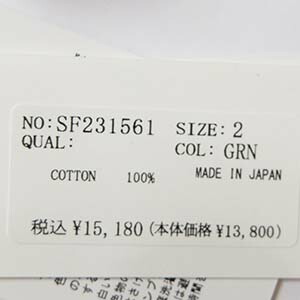 NO:SF231561 SIZE:2
QUAL: COL:GRN
COTTON 100% MADE IN JAPAN
税込 ¥15,180(本体価格¥13,800)